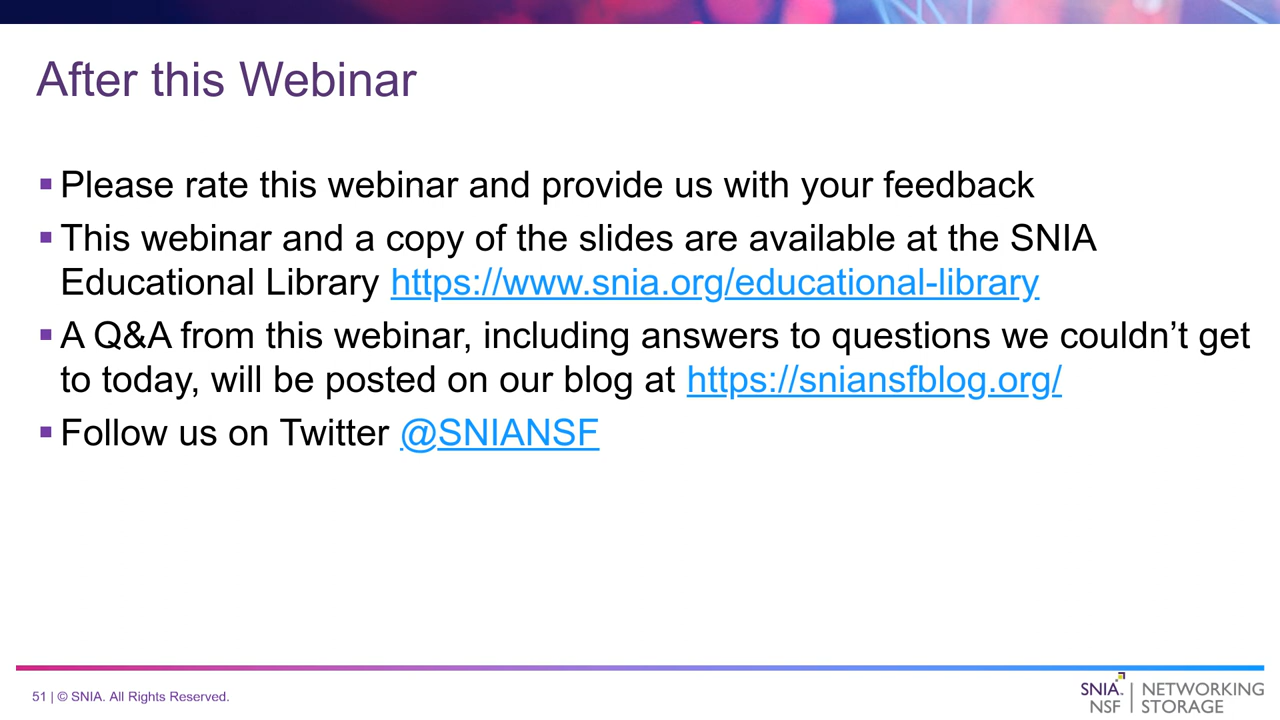 After this Webinar
Please rate this webinar and provide us with your feedback
This webinar and a copy of the slides are available at the SNIA
Educational Library https://www.snia.org/educational-library
A Q&A from this webinar, including answers to questions we couldn’t get
to today, will be posted on our blog at https://sniansfblog.org/
Follow us on Twitter @SNIANSF
51 | © SNIA. All Rights Reserved.
SNIA. | NETWORKING
NSF | STORAGE